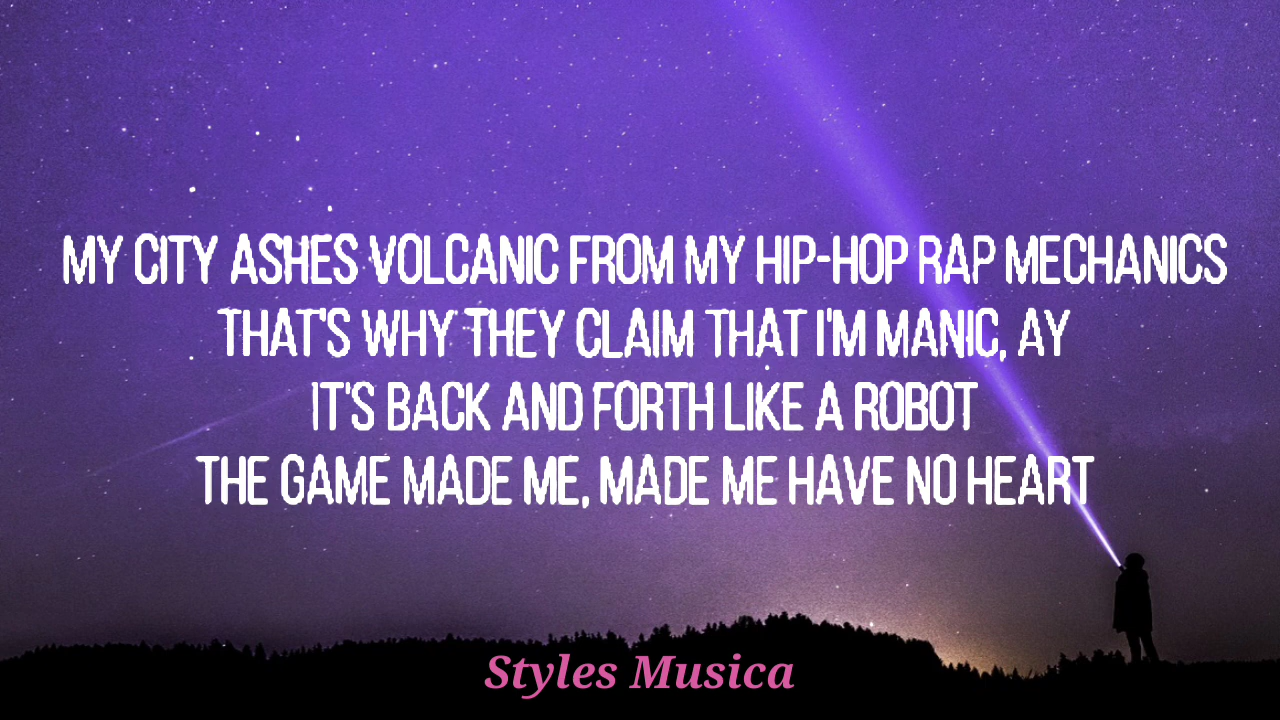 MY CITY ASHES VOLCANIC FROM MY HIP-HOP RAP MECHANICS
THAT'S WHY THEY CLAIM THAT I'M MANIC, AY
IT'S BACK AND FORTH LIKE A ROBOT
THE GAME MADE ME, MADE ME HAVE NO HEART
Styles Musica